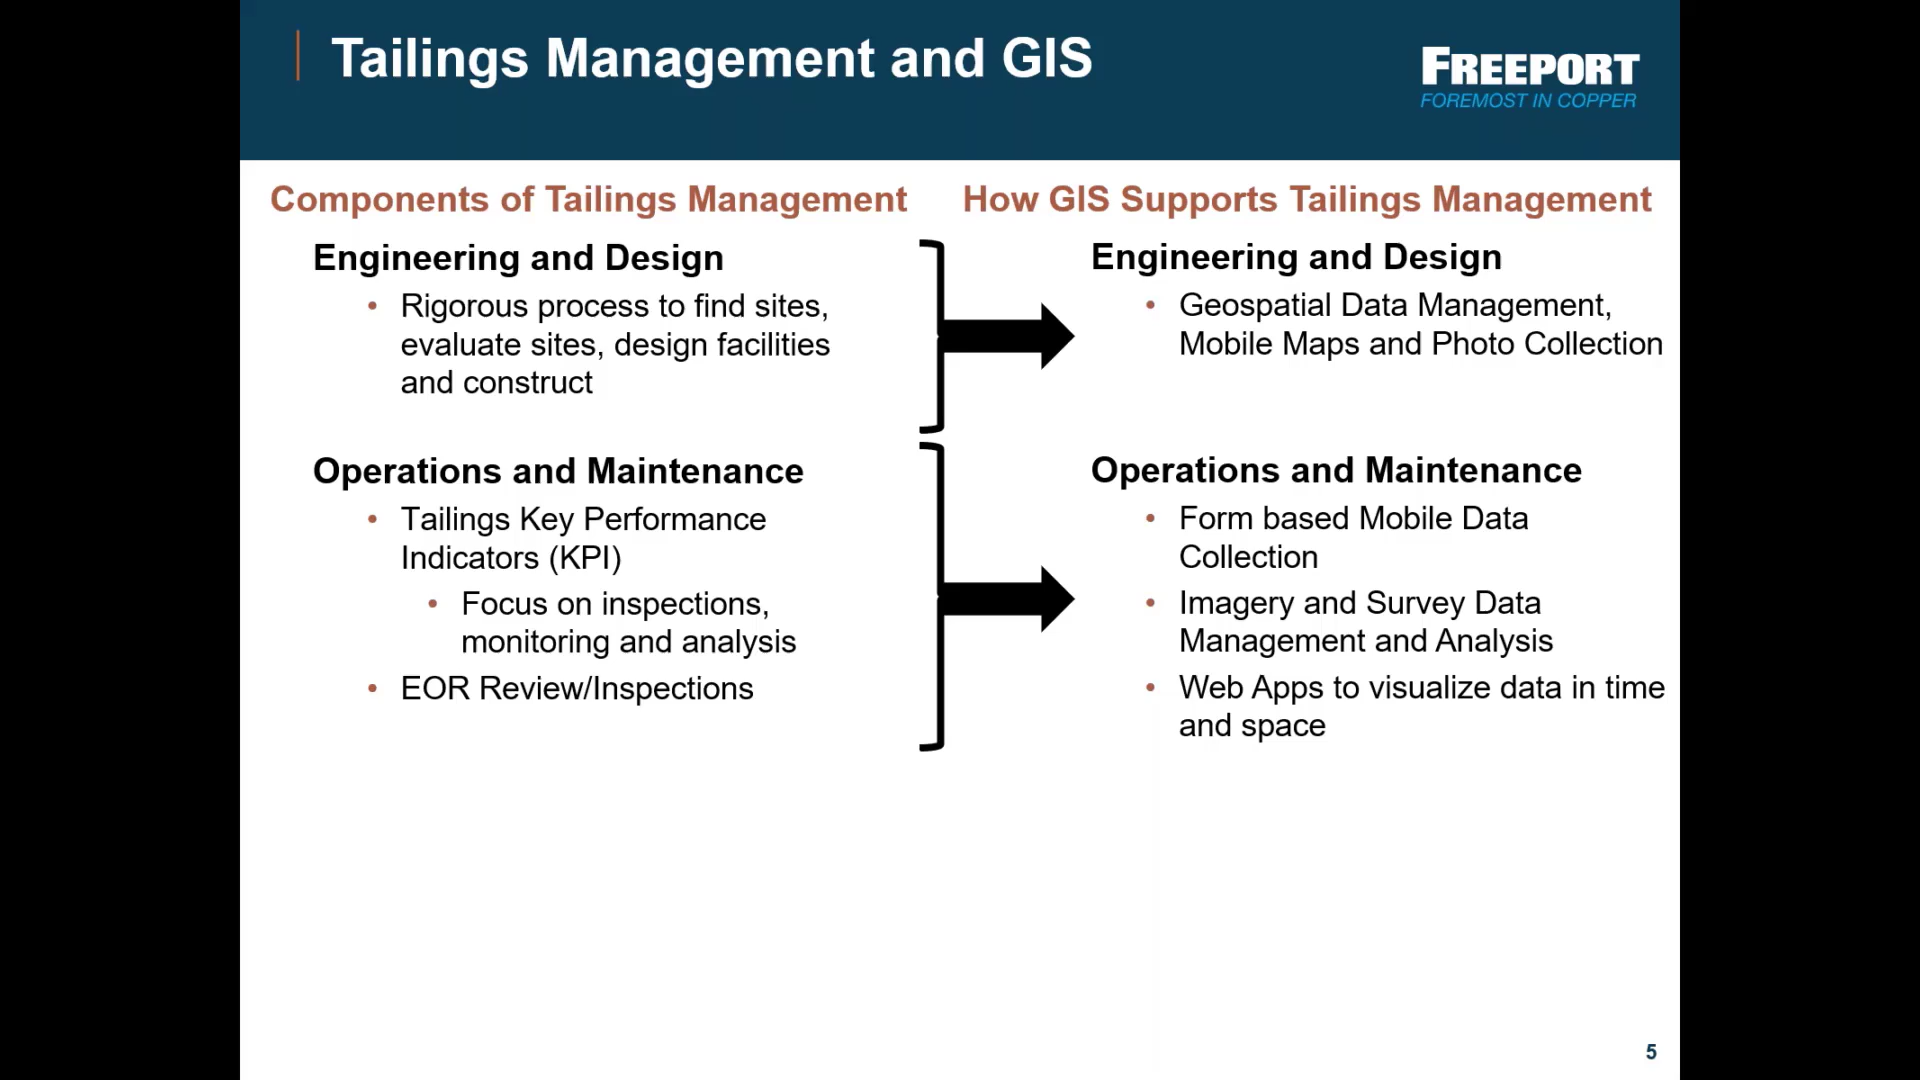 Tailings Management and GIS
FREEPORT
FOREMOST IN COPPER
Components of Tailings Management
Engineering and Design
• Rigorous process to find sites,
evaluate sites, design facilities
and construct
Operations and Maintenance
• Tailings Key Performance
Indicators (KPI)
• Focus on inspections,
monitoring and analysis
• EOR Review/Inspections
How GIS Supports Tailings Management
Engineering and Design
• Geospatial Data Management,
Mobile Maps and Photo Collection
Operations and Maintenance
• Form based Mobile Data
Collection
• Imagery and Survey Data
Management and Analysis
• Web Apps to visualize data in time
and space
5